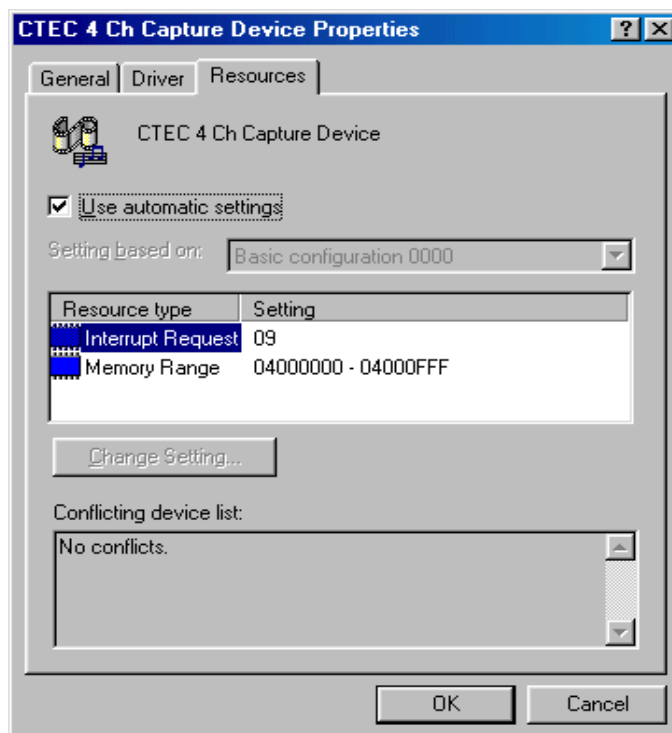 CTEC 4 Ch Capture Device Properties
General Driver Resources
CTEC 4 Ch Capture Device
Use automatic settings
Setting based on: Basic configuration 0000
Resource type Setting
Interrupt Request 09
Memory Range 04000000 - 04000FFF
Change Setting...
Conflicting device list:
No conflicts.
OK Cancel